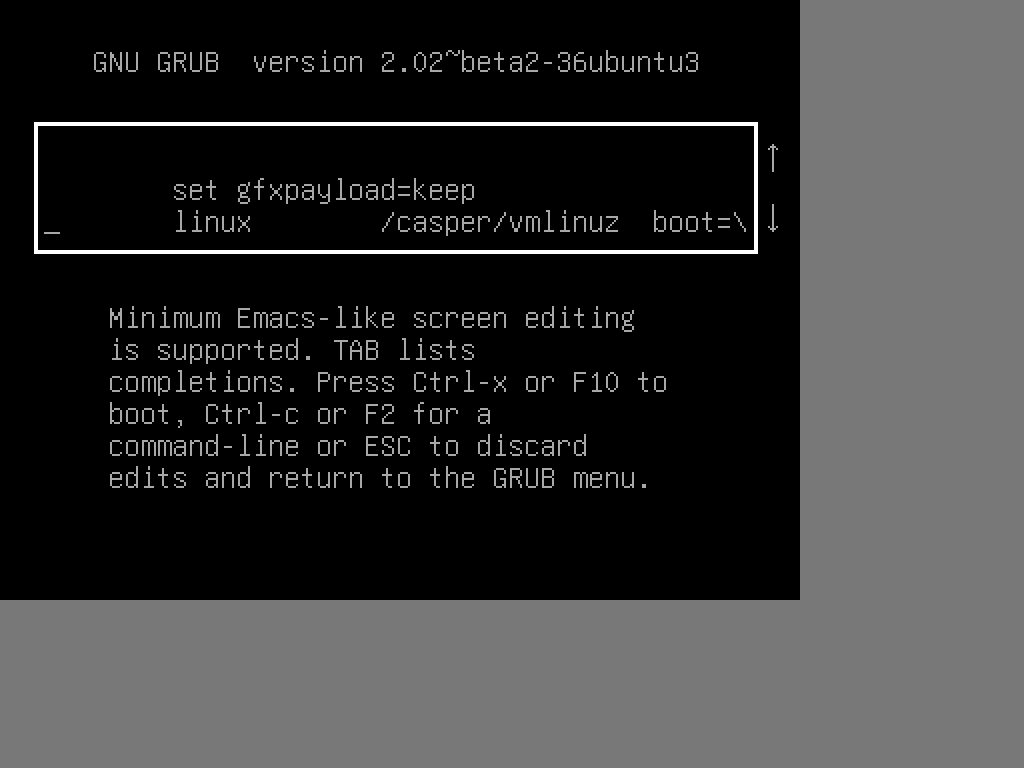 GNU GRUB  version 2.02~beta2-36ubuntu3
↑
set gfxpayload=keep
_       linux        /casper/vmlinuz  boot=\ ↓
Minimum Emacs-like screen editing
is supported. TAB lists
completions. Press Ctrl-x or F10 to
boot, Ctrl-c or F2 for a
command-line or ESC to discard
edits and return to the GRUB menu.